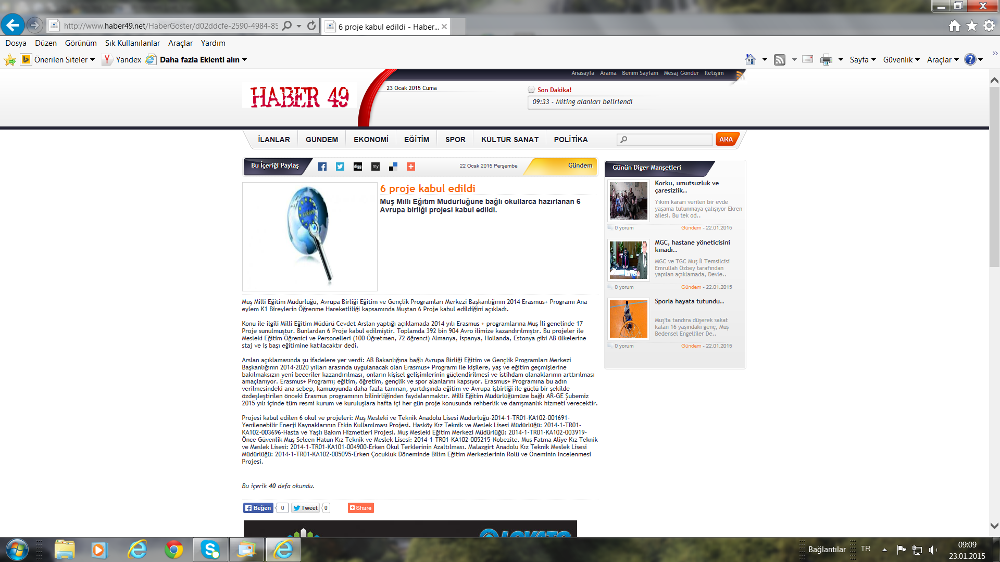 http://www.haber49.net/HaberGoster/d02ddcfe-2590-4984-85
6 proje kabul edildi - Haber...
Dosya Düzen Görünüm Sık Kullanılanlar Araçlar Yardım
Önerilen Siteler Yandex Daha fazla Eklenti alın
Sayfa Güvenlik Araçlar
Anasayfa Arama Benim Sayfam Mesaj Gönder İletişim
HABER 49
23 Ocak 2015 Cuma
Son Dakika!
09:33 - Miting alanları belirlendi
İLANLAR GÜNDEM EKONOMİ EĞİTİM SPOR KÜLTÜR SANAT POLİTİKA
ARA
Bu İçeriği Paylaş
digg
my
22 Ocak 2015 Perşembe
Gündem
6 proje kabul edildi
Muş Milli Eğitim Müdürlüğüne bağlı okullarca hazırlanan 6
Avrupa birliği projesi kabul edildi.
EUROPE
Muş Milli Eğitim Müdürlüğü, Avrupa Birliği Eğitim ve Gençlik Programları Merkezi Başkanlığının 2014 Erasmus+ Programı Ana
eylem K1 Bireylerin Öğrenme Hareketliliği kapsamında Muştan 6 Proje kabul edildiğini açıkladı.
Konu ile ilgili Milli Eğitim Müdürü Cevdet Arslan yaptığı açıklamada 2014 yılı Erasmus + programlarına Muş İli genelinde 17
Proje sunulmuştur. Bunlardan 6 Proje kabul edilmiştir. Toplamda 392 bin 904 Avro ilimize kazandırılmıştır. Bu projeler ile
Mesleki Eğitim Öğrenici ve Personelleri (100 Öğretmen, 72 öğrenci) Almanya, İspanya, Hollanda, Estonya gibi AB ülkelerine
staj ve iş başı eğitimine katılacaktır dedi.
Arslan açıklamasında şu ifadelere yer verdi: AB Bakanlığına bağlı Avrupa Birliği Eğitim ve Gençlik Programları Merkezi
Başkanlığının 2014-2020 yılları arasında uygulanacak olan Erasmus+ Programı ile kişilere, yaş ve eğitim geçmişlerine
bakılmaksızın yeni beceriler kazandırılması, onların kişisel gelişimlerinin güçlendirilmesi ve istihdam olanaklarının arttırılması
amaçlanıyor. Erasmus+ Programı; eğitim, öğretim, gençlik ve spor alanlarını kapsıyor. Erasmus+ Programına bu adın
verilmesindeki ana sebep, kamuoyunda daha fazla tanınan, yurtdışında eğitim ve Avrupa işbirliği ile güçlü bir şekilde
özdeşleştirilen önceki Erasmus programının bilinirliğinden faydalanmaktır. Milli Eğitim Müdürlüğümüze bağlı AR-GE Şubemiz
2015 yılı içinde tüm resmi kurum ve kuruluşlara hafta içi her gün proje konusunda rehberlik ve danışmanlık hizmeti verecektir.
Projesi kabul edilen 6 okul ve projeleri: Muş Mesleki ve Teknik Anadolu Lisesi Müdürlüğü-2014-1-TR01-KA102-001691-
Yenilenebilir Enerji Kaynaklarının Etkin Kullanılması Projesi. Hasköy Kız Teknik ve Meslek Lisesi Müdürlüğü: 2014-1-TR01-
KA102-003696-Hasta ve Yaşlı Bakım Hizmetleri Projesi. Muş Mesleki Eğitim Merkezi Müdürlüğü: 2014-1-TR01-KA102-003919-
Önce Güvenlik Muş Selcen Hatun Kız Teknik ve Meslek Lisesi: 2014-1-TR01-KA102-005215-Nobezite. Muş Fatma Aliye Kız Teknik
ve Meslek Lisesi: 2014-1-TR01-KA101-004900-Erken Okul Terklerinin Azaltılması. Malazgirt Anadolu Kız Teknik Meslek Lisesi
Müdürlüğü: 2014-1-TR01-KA102-005095-Erken Çocukluk Döneminde Bilim Eğitim Merkezlerinin Rolü ve Öneminin İncelenmesi
Projesi.
Bu içerik 40 defa okundu.
Beğen 0 Tweet 0 Share
LOVATO
Günün Diger Manşetleri
Korku, umutsuzluk ve
çaresizlik..
Yıkım kararı verilen bir evde
yaşama tutunmaya çalışıyor Ekren
ailesi. Bu tek od..
0 yorum Gündem - 22.01.2015
MGC, hastane yöneticisini
kınadı..
MGC ve TGC Muş İl Temsilcisi
Emrullah Özbey tarafından
yapılan açıklamada, Devle..
0 yorum Gündem - 22.01.2015
Sporla hayata tutundu..
Muş'ta tandıra düşerek sakat
kalan 16 yaşındaki genç, Muş
Bedensel Engelliler De..
0 yorum Gündem - 22.01.2015
Bağlantılar TR
09:09
23.01.2015